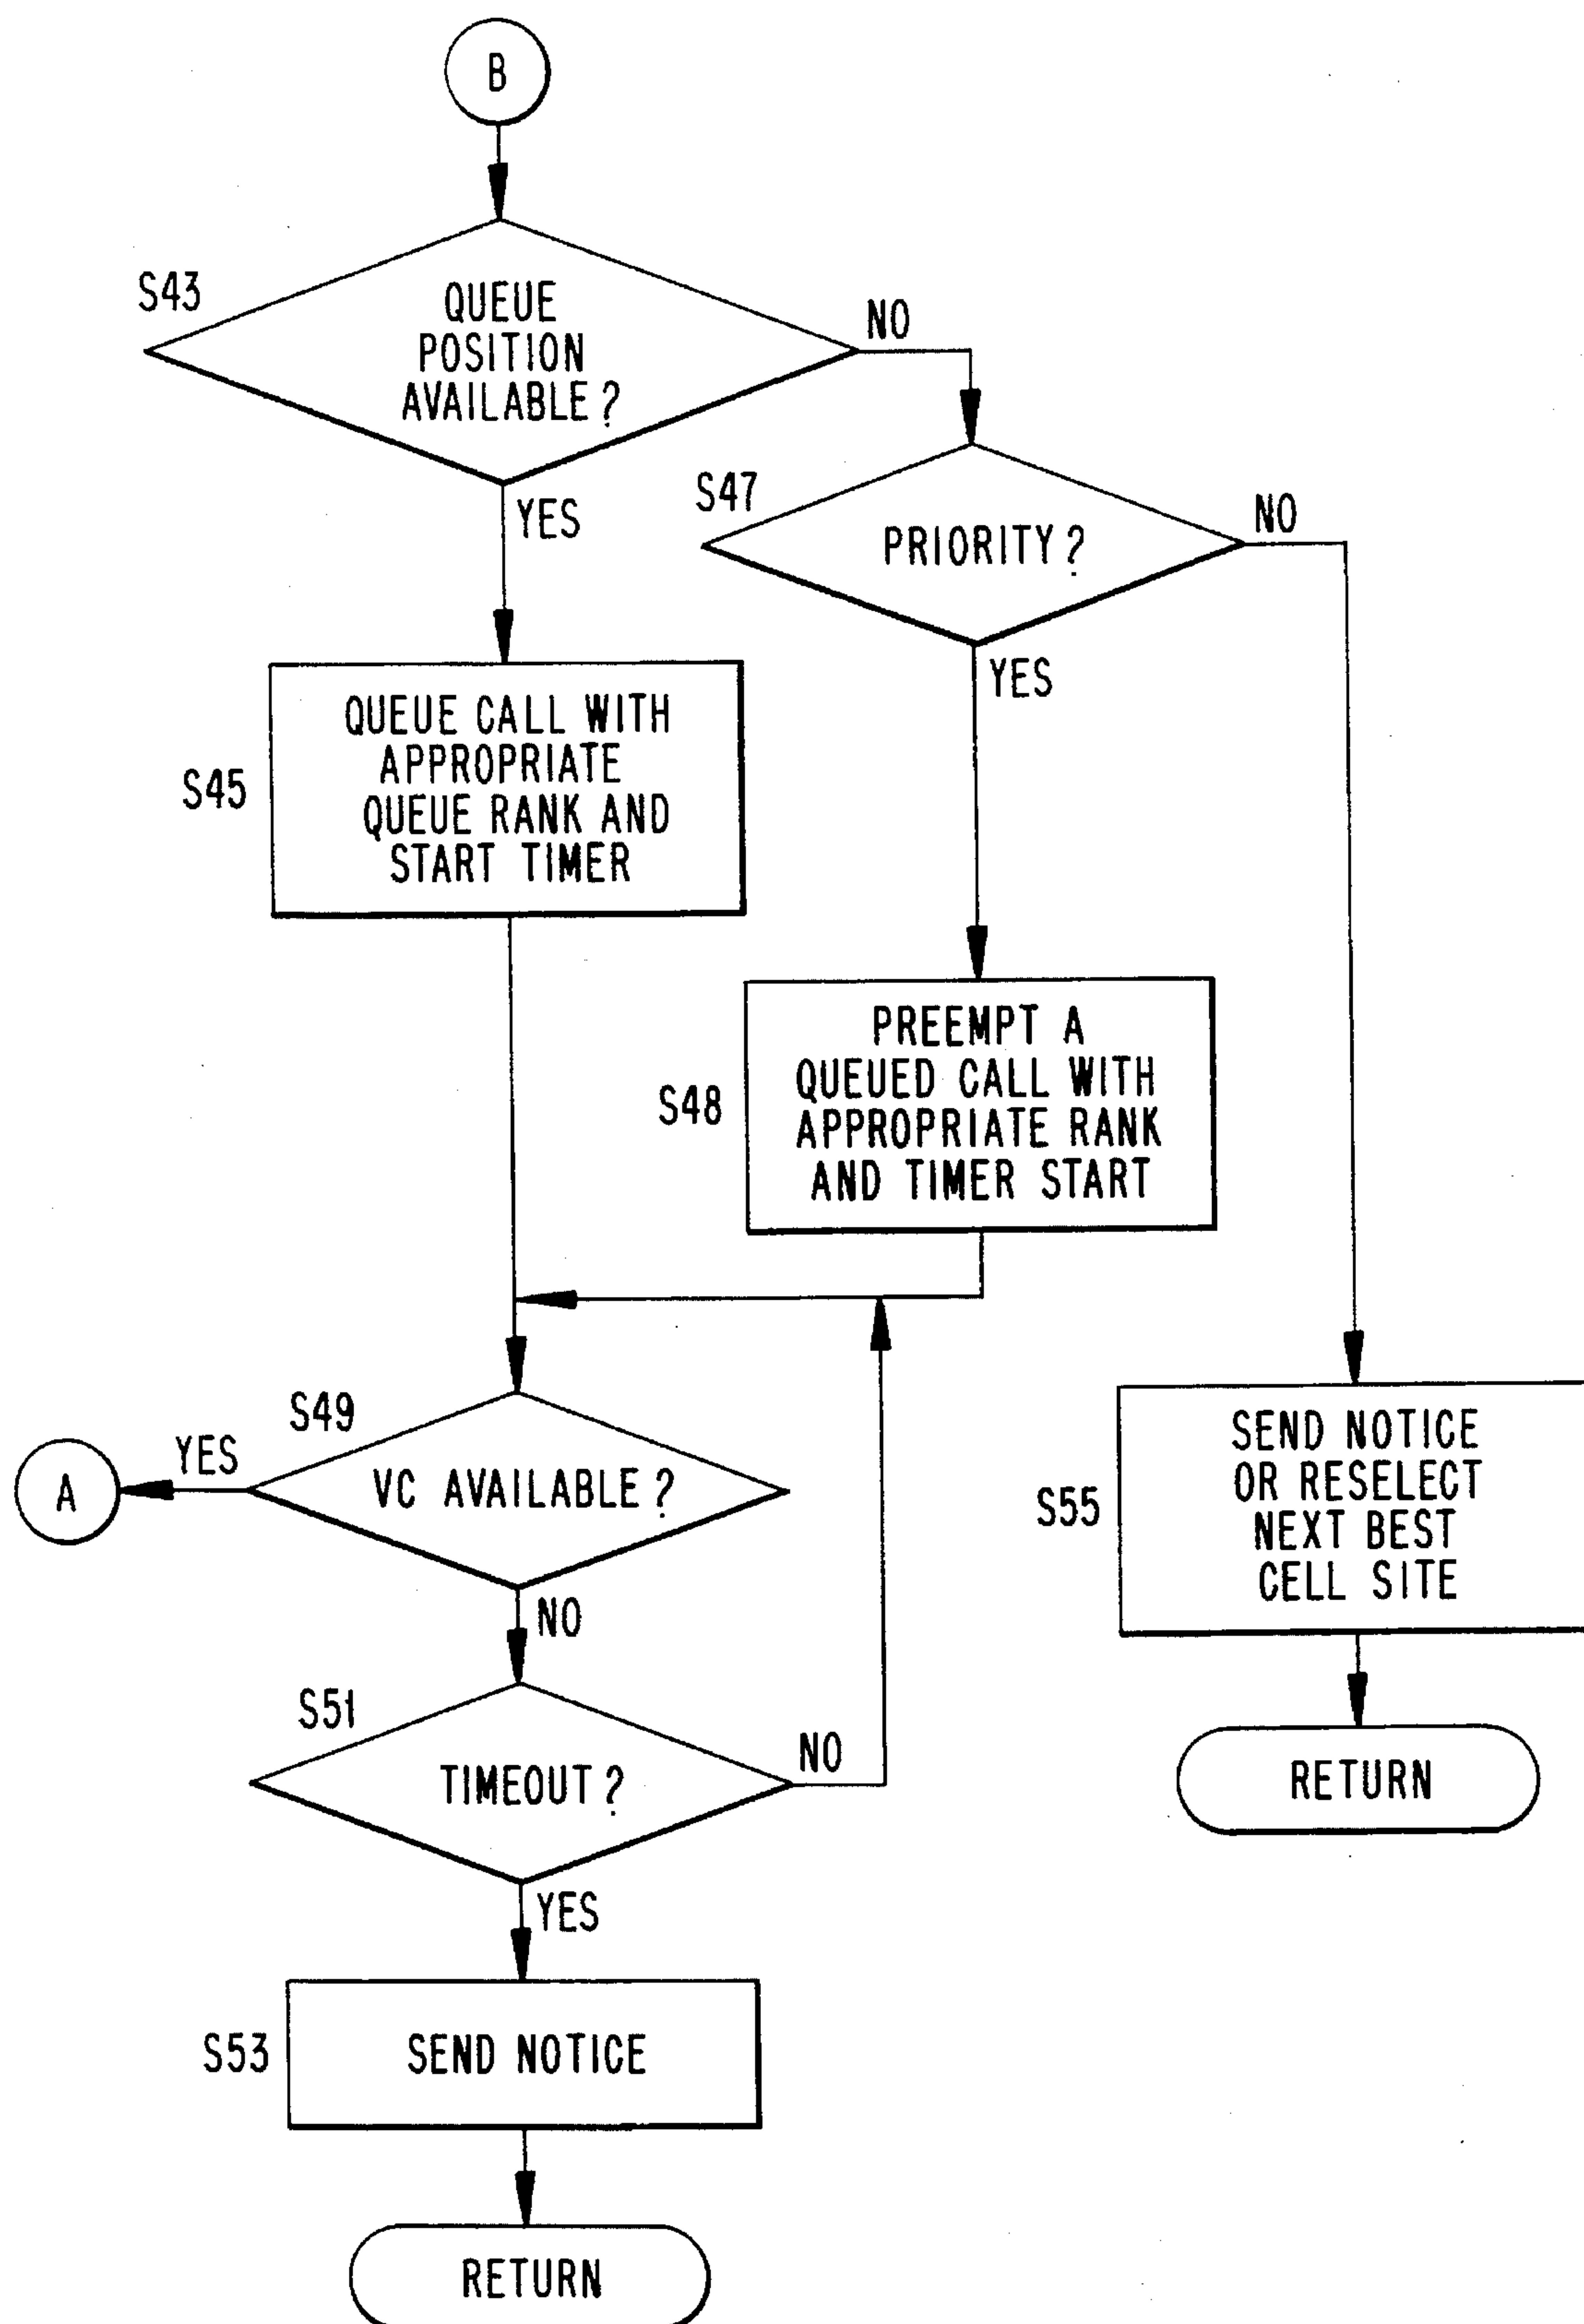 B
S43
QUEUE
POSITION
AVAILABLE?
NO
YES
S47
PRIORITY?
NO
YES
S45
QUEUE CALL WITH
APPROPRIATE
QUEUE RANK AND
START TIMER
S48
PREEMPT A
QUEUED CALL WITH
APPROPRIATE RANK
AND TIMER START
S49
VC AVAILABLE?
YES
A
NO
S55
SEND NOTICE
OR RESELECT
NEXT BEST
CELL SITE
RETURN
S51
TIMEOUT?
NO
YES
S53
SEND NOTICE
RETURN